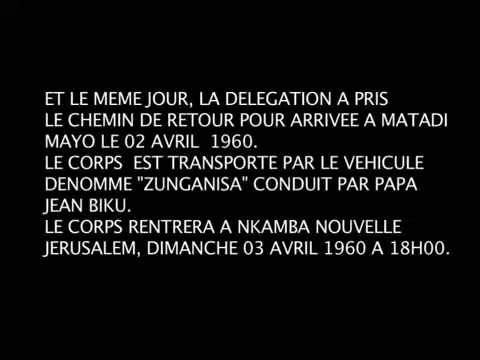 ET LE MEME JOUR, LA DELEGATION A PRIS
LE CHEMIN DE RETOUR POUR ARRIVEE A MATADI
MAYO LE 02 AVRIL  1960.
LE CORPS  EST TRANSPORTE PAR LE VEHICULE
DENOMME "ZUNGANISA" CONDUIT PAR PAPA
JEAN BIKU.
LE CORPS RENTRERA A NKAMBA NOUVELLE
JERUSALEM, DIMANCHE 03 AVRIL 1960 A 18H00.